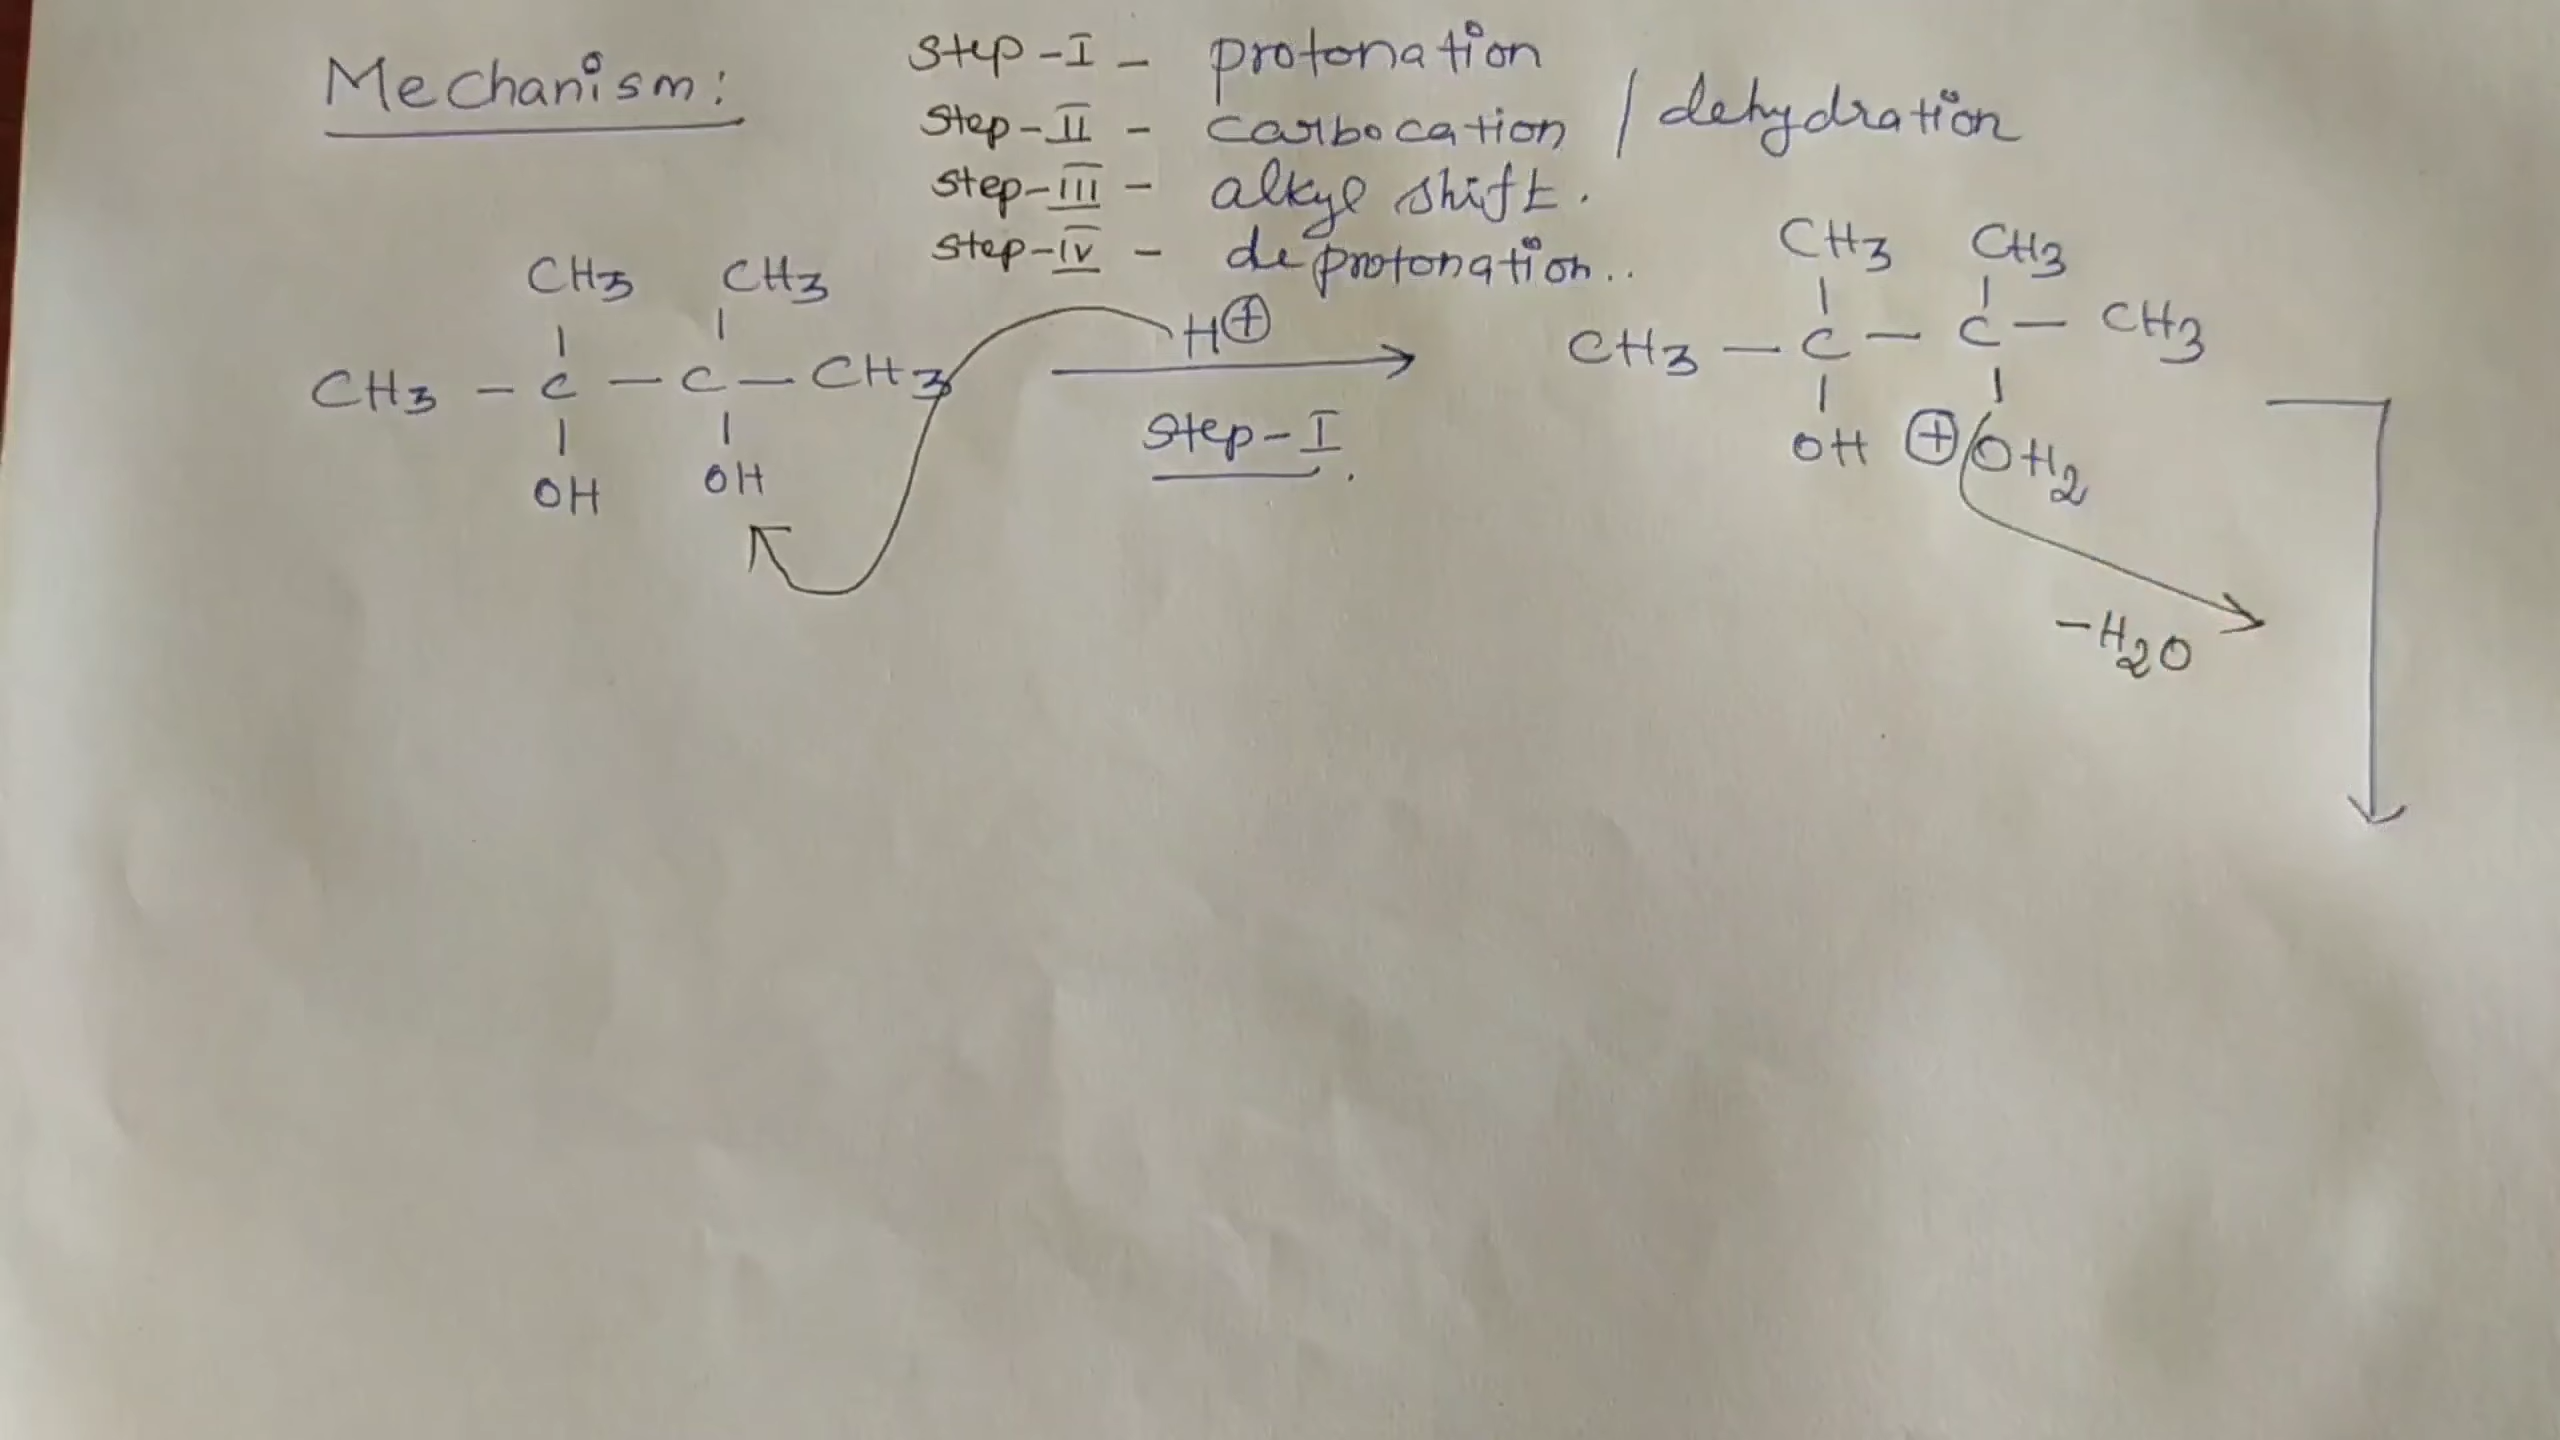 Mechanism:
Step-I - protonation
Step-II - carbocation / dehydration
Step-III - alkyl shift.
Step-IV - deprotonation..
CH3 CH3
CH3 - C - C - CH3
OH OH
H⊕
Step-I.
CH3 CH3
CH3 - C - C - CH3
OH ⊕OH2
-H2O